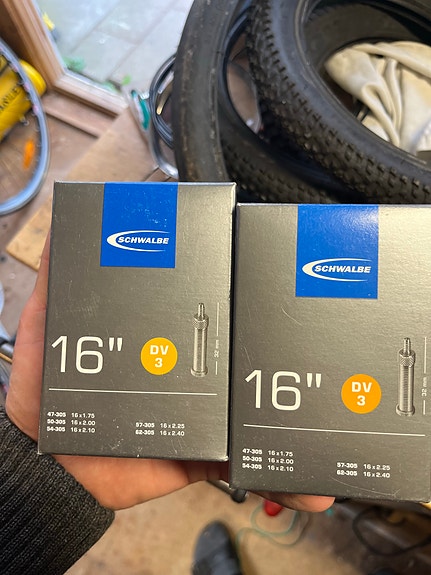 SCHWALBE
16"
DV
3
32 mm
47-305 16 x 1.75
50-305 16 x 2.00
54-305 16 x 2.10
57-305 16 x 2.25
62-305 16 x 2.40
SCHWALBE
16"
DV
3
32 mm
47-305 16 x 1.75
50-305 16 x 2.00
54-305 16 x 2.10
57-305 16 x 2.25
62-305 16 x 2.40